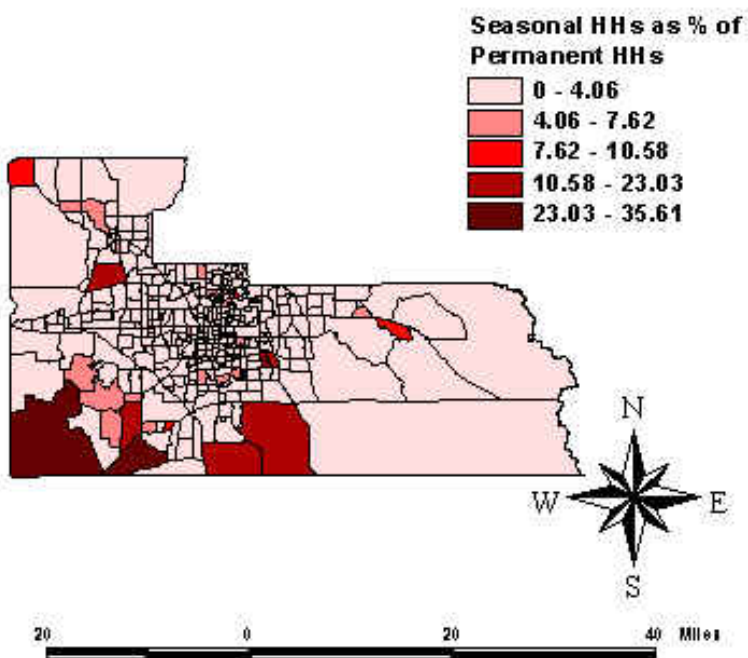 Seasonal HHs as % of
Permanent HHs
0 - 4.06
4.06 - 7.62
7.62 - 10.58
10.58 - 23.03
23.03 - 35.61
N
W E
S
20 0 20 40 Miles